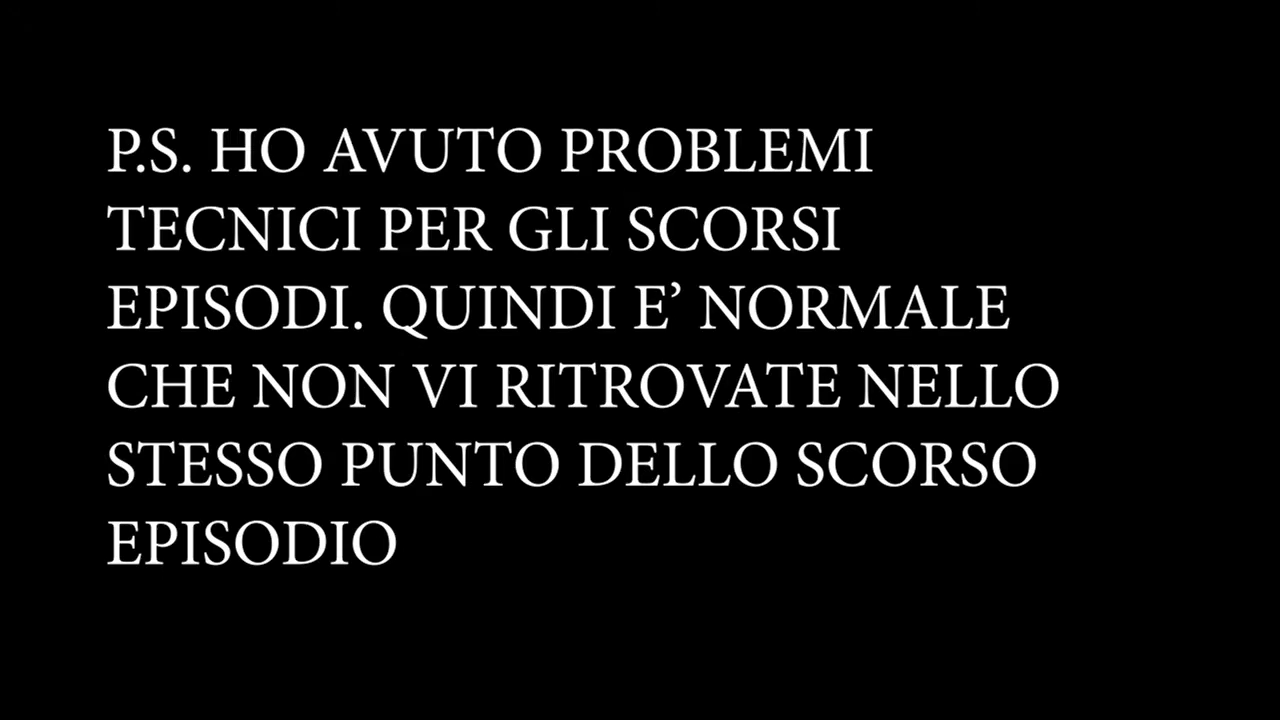 P.S. HO AVUTO PROBLEMI
TECNICI PER GLI SCORSI
EPISODI. QUINDI E’ NORMALE
CHE NON VI RITROVATE NELLO
STESSO PUNTO DELLO SCORSO
EPISODIO